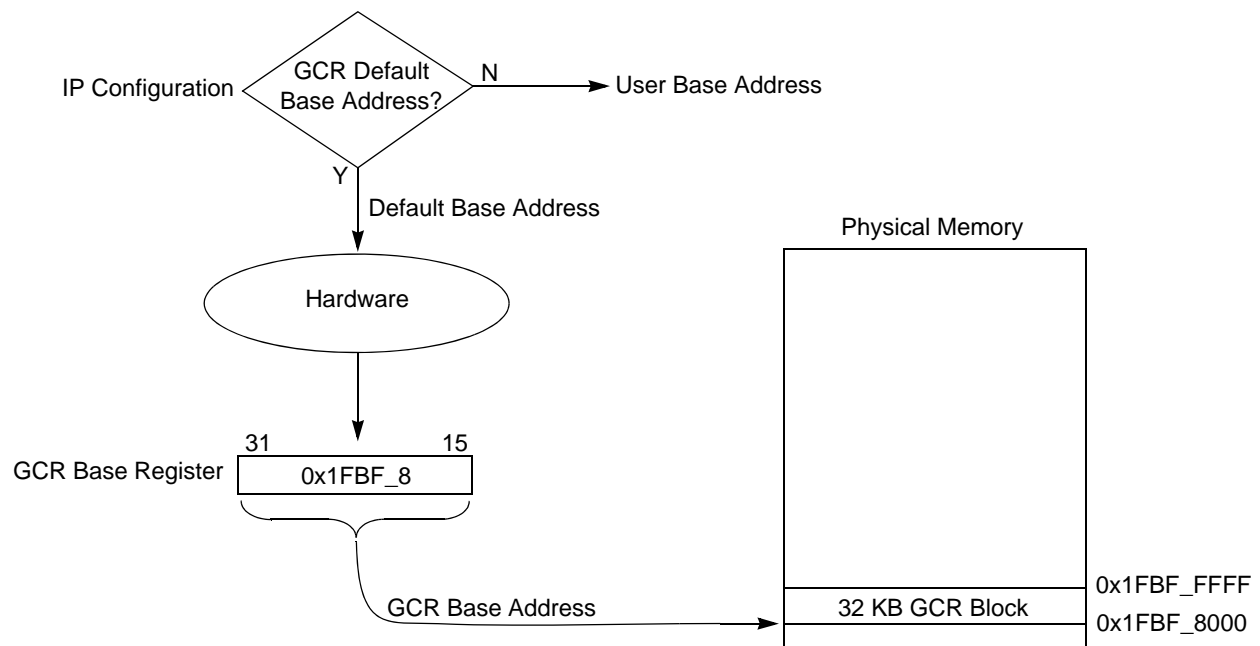 GCR Default
Base Address?
IP Configuration
N
User Base Address
Y
Default Base Address
Physical Memory
Hardware
31
15
GCR Base Register
0x1FBF_8
0x1FBF_FFFF
GCR Base Address
32 KB GCR Block
0x1FBF_8000